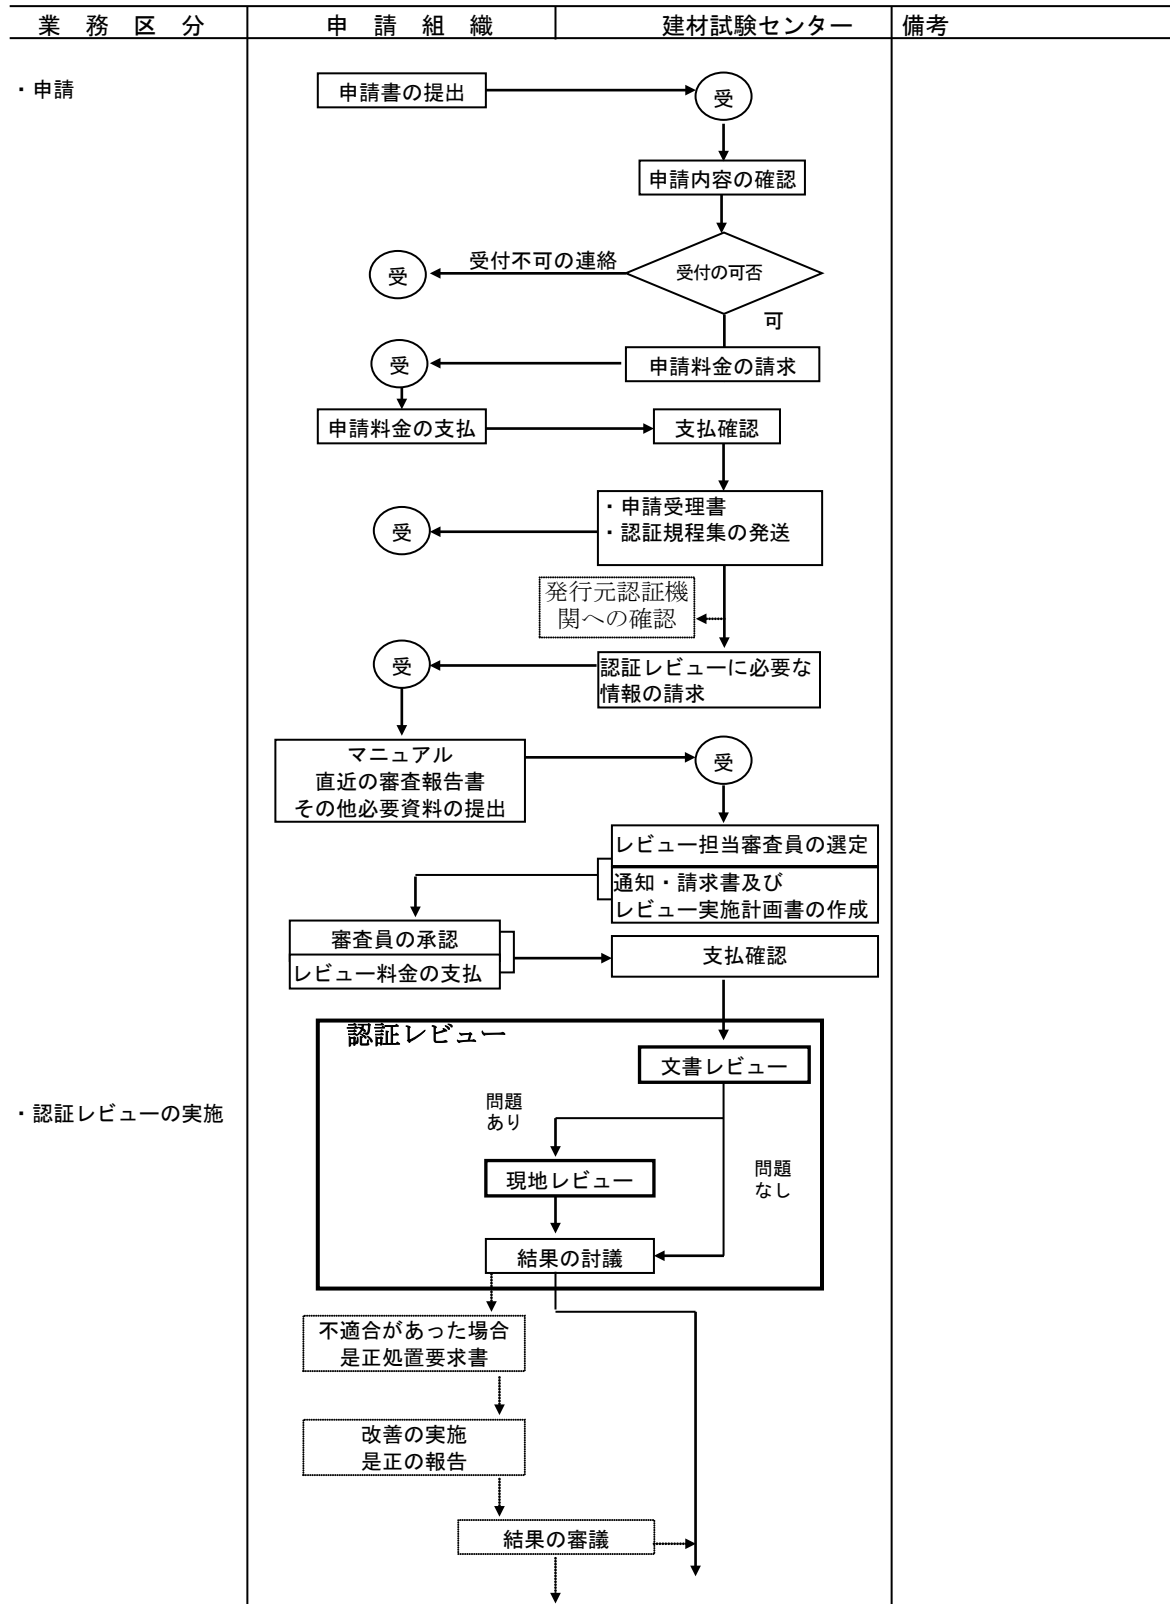 業務区分 申請組織 建材試験センター 備考
・申請
申請書の提出
受
申請内容の確認
受付不可の連絡
受
受付の可否
可
受
申請料金の請求
申請料金の支払
支払確認
・申請受理書
・認証規程集の発送
受
発行元認証機
関への確認
受
認証レビューに必要な
情報の請求
マニュアル
直近の審査報告書
その他必要資料の提出
受
レビュー担当審査員の選定
通知・請求書及び
レビュー実施計画書の作成
審査員の承認
レビュー料金の支払
支払確認
認証レビュー
文書レビュー
・認証レビューの実施
問題
あり
現地レビュー
問題
なし
結果の討議
不適合があった場合
是正処置要求書
改善の実施
是正の報告
結果の審議